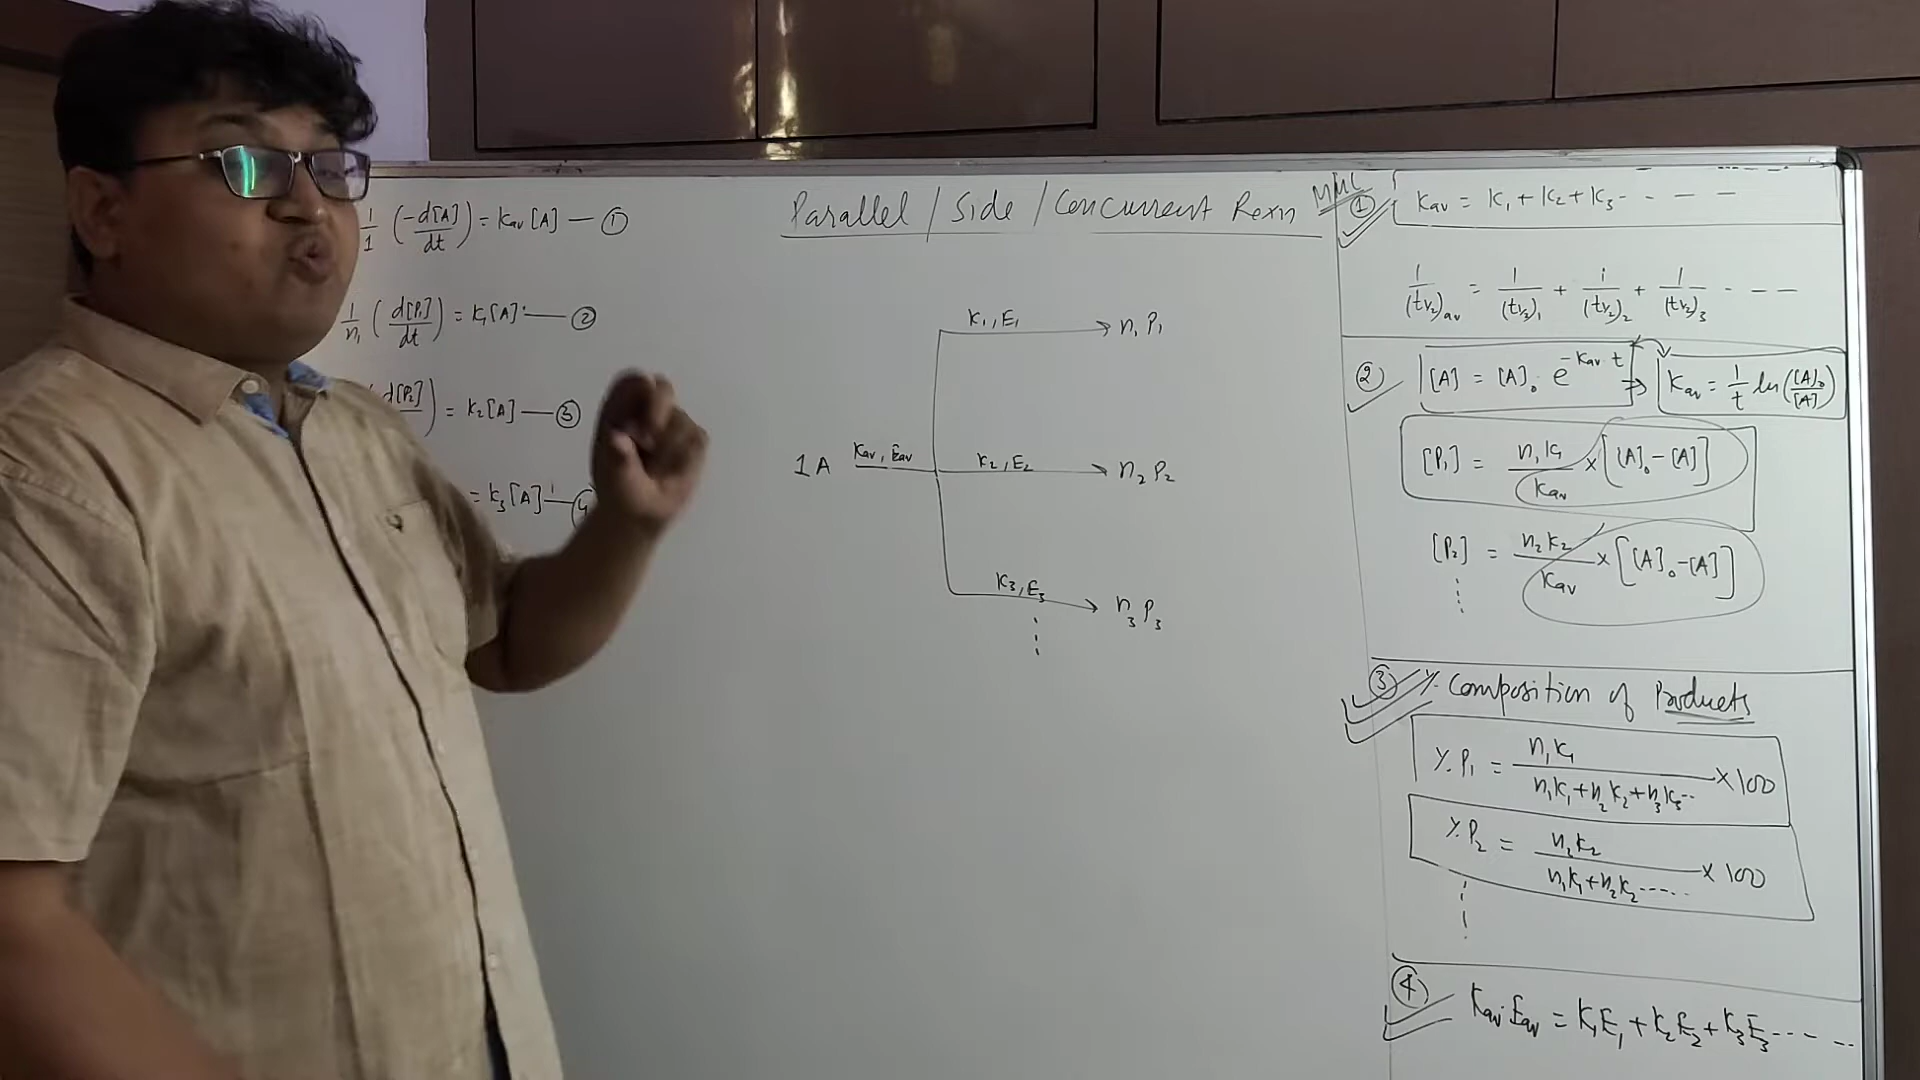 1/1 (-d[A]/dt) = Kav [A] — ①
1/n₁ (d[P₁]/dt) = K₁[A] — ②
d[P₂] ) = K₂[A] — ③
= K₃[A] — ④
Parallel / Side / Concurrent Rexn
1A
Kav, Eav
K₁, E₁
n₁ P₁
K₂, E₂
n₂ P₂
K₃, E₃
n₃ P₃
① Kav = K₁ + K₂ + K₃ - - - -
1/(t½)av = 1/(t½)₁ + 1/(t½)₂ + 1/(t½)₃ - - - -
② [A] = [A]₀ e^(-Kav t) ⇒ Kav = 1/t ln([A]₀/[A])
[P₁] = n₁K₁/Kav × [[A]₀-[A]]
[P₂] = n₂K₂/Kav × [[A]₀-[A]]
③ % Composition of Products
% P₁ = n₁K₁/(n₁K₁+n₂K₂+n₃K₃--) ×100
% P₂ = n₂K₂/(n₁K₁+n₂K₂-----) ×100
④ Kav Eav = K₁E₁ + K₂E₂ + K₃E₃ - - - -